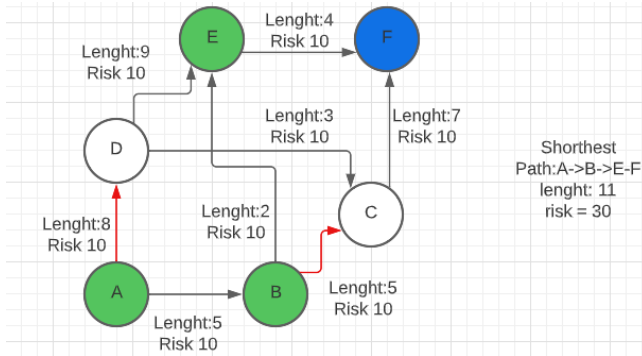 Lenght:4
Risk 10
E
F
Lenght:9
Risk 10
Lenght:3
Risk 10
Lenght:7
Risk 10
D
Shorthest
Path:A->B->E-F
lenght: 11
risk = 30
C
Lenght:8
Risk 10
Lenght:2
Risk 10
A
B
Lenght:5
Risk 10
Lenght:5
Risk 10